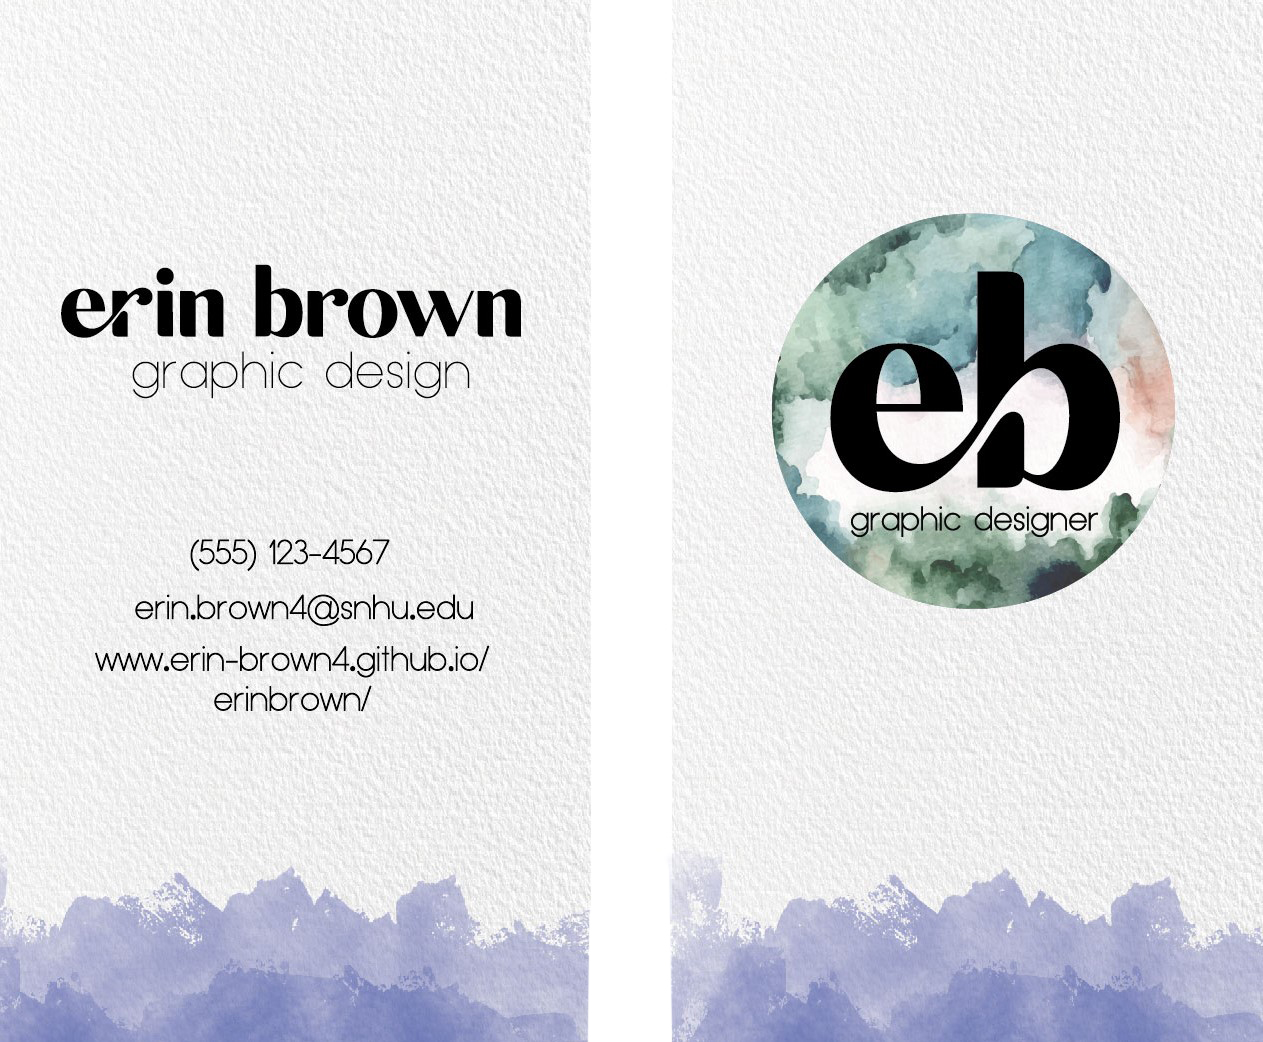 erin brown
graphic design
(555) 123-4567
erin.brown4@snhu.edu
www.erin-brown4.github.io/
erinbrown/
eb
graphic designer